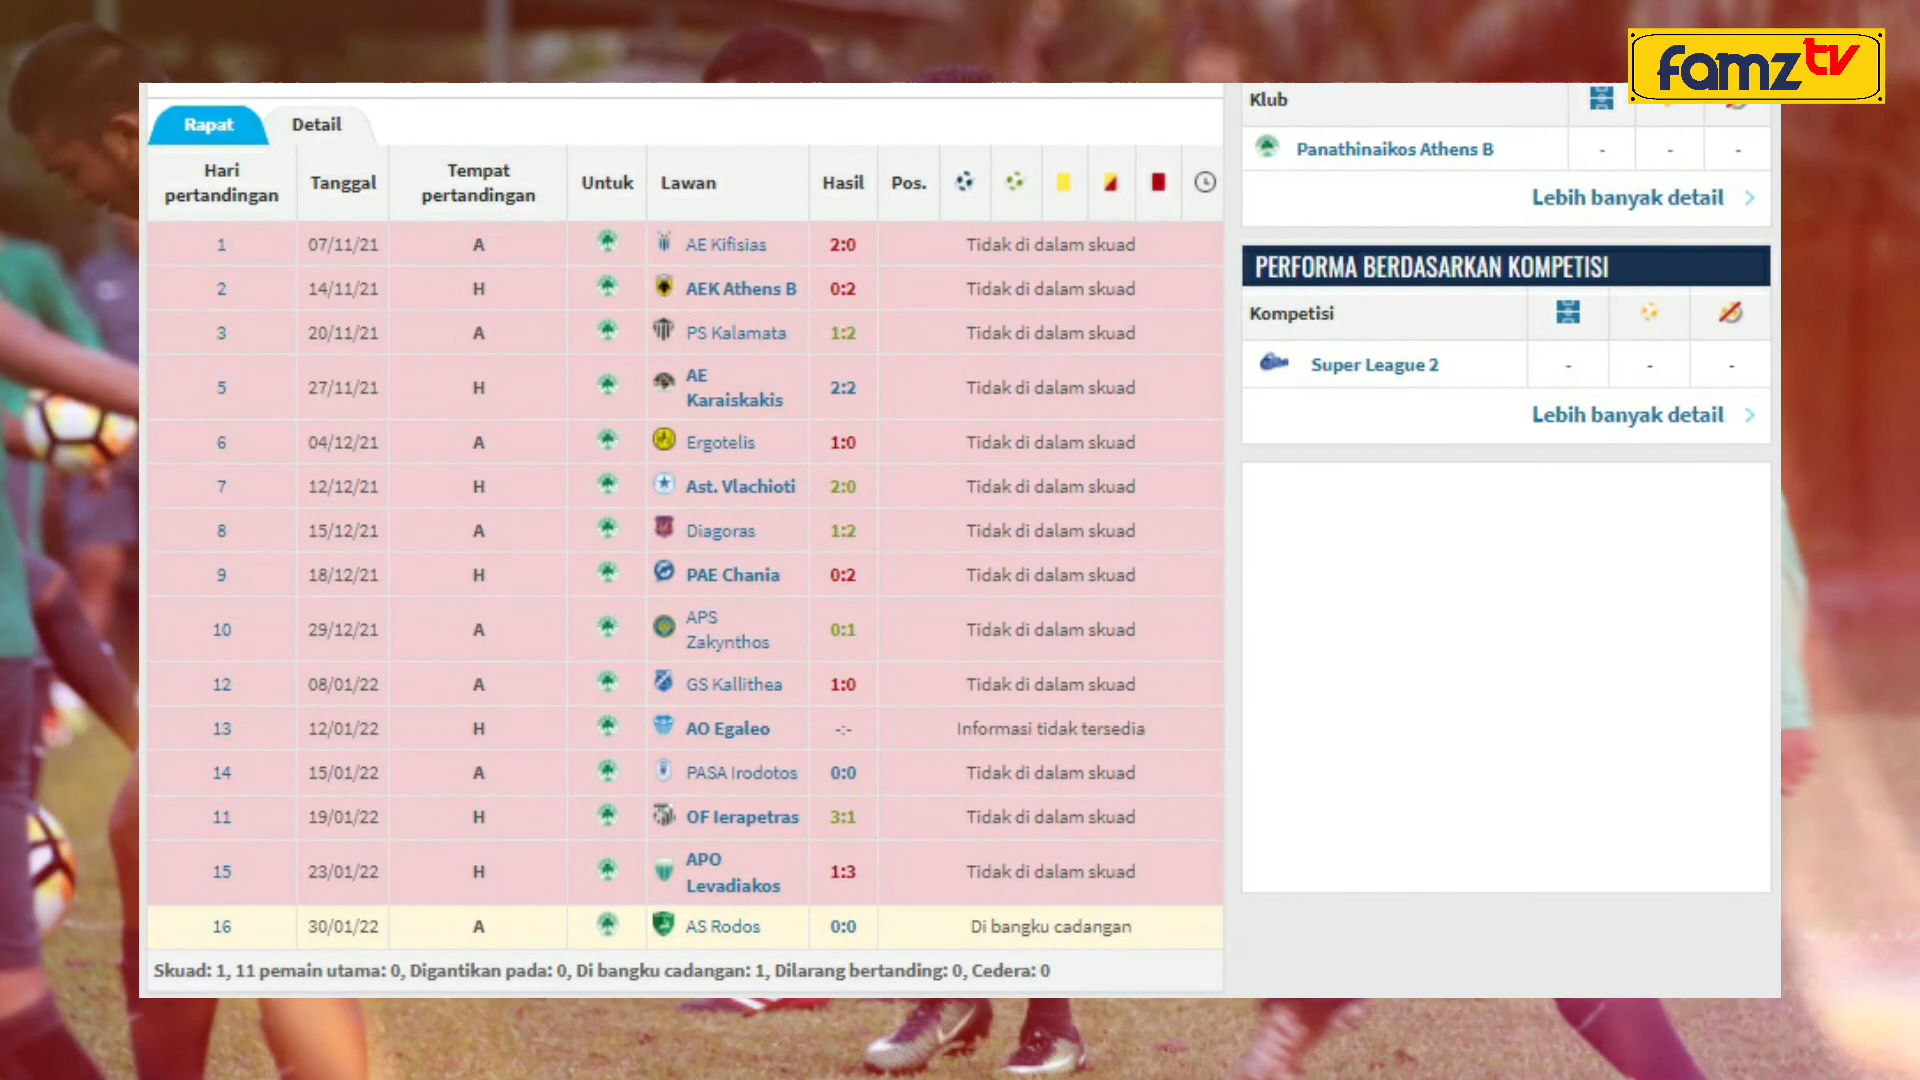 famz tv
Rapat Detail
Hari pertandingan Tanggal Tempat pertandingan Untuk Lawan Hasil Pos.
1 07/11/21 A AE Kifisias 2:0 Tidak di dalam skuad
2 14/11/21 H AEK Athens B 0:2 Tidak di dalam skuad
3 20/11/21 A PS Kalamata 1:2 Tidak di dalam skuad
5 27/11/21 H AE Karaiskakis 2:2 Tidak di dalam skuad
6 04/12/21 A Ergotelis 1:0 Tidak di dalam skuad
7 12/12/21 H Ast. Vlachioti 2:0 Tidak di dalam skuad
8 15/12/21 A Diagoras 1:2 Tidak di dalam skuad
9 18/12/21 H PAE Chania 0:2 Tidak di dalam skuad
10 29/12/21 A APS Zakynthos 0:1 Tidak di dalam skuad
12 08/01/22 A GS Kallithea 1:0 Tidak di dalam skuad
13 12/01/22 H AO Egaleo -:- Informasi tidak tersedia
14 15/01/22 A PASA Irodotos 0:0 Tidak di dalam skuad
11 19/01/22 H OF Ierapetras 3:1 Tidak di dalam skuad
15 23/01/22 H APO Levadiakos 1:3 Tidak di dalam skuad
16 30/01/22 A AS Rodos 0:0 Di bangku cadangan
Skuad: 1, 11 pemain utama: 0, Digantikan pada: 0, Di bangku cadangan: 1, Dilarang bertanding: 0, Cedera: 0
Klub
Panathinaikos Athens B - - -
Lebih banyak detail
PERFORMA BERDASARKAN KOMPETISI
Kompetisi
Super League 2 - - -
Lebih banyak detail